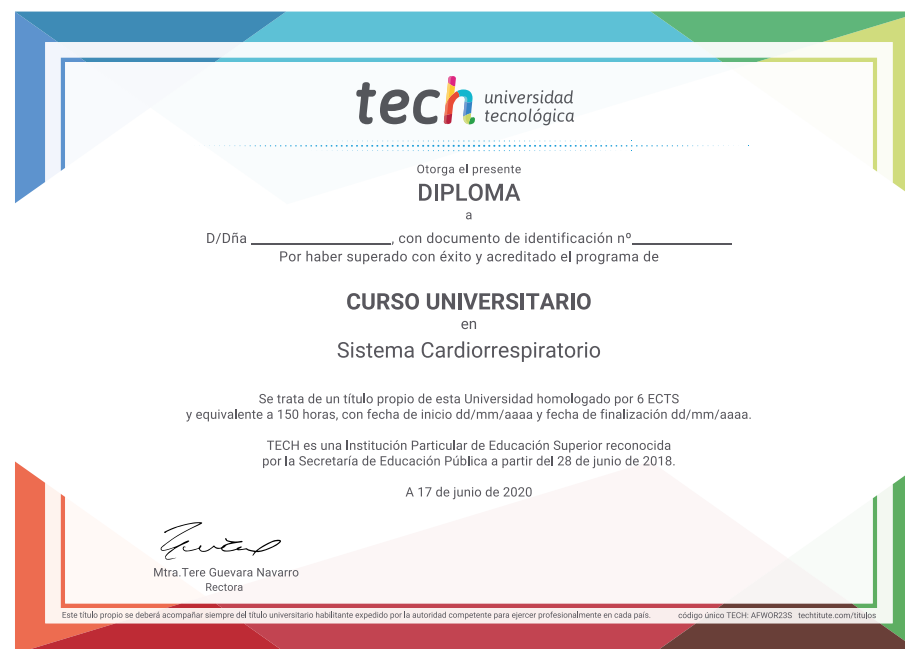 tech universidad
tecnológica
Otorga el presente
DIPLOMA
a
D/Dña ____________________, con documento de identificación nº______________
Por haber superado con éxito y acreditado el programa de
CURSO UNIVERSITARIO
en
Sistema Cardiorrespiratorio
Se trata de un título propio de esta Universidad homologado por 6 ECTS
y equivalente a 150 horas, con fecha de inicio dd/mm/aaaa y fecha de finalización dd/mm/aaaa.
TECH es una Institución Particular de Educación Superior reconocida
por la Secretaría de Educación Pública a partir del 28 de junio de 2018.
A 17 de junio de 2020
Mtra.Tere Guevara Navarro
Rectora
Este título propio se deberá acompañar siempre del título universitario habilitante expedido por la autoridad competente para ejercer profesionalmente en cada país. código único TECH: AFWOR23S techtitute.com/titulos